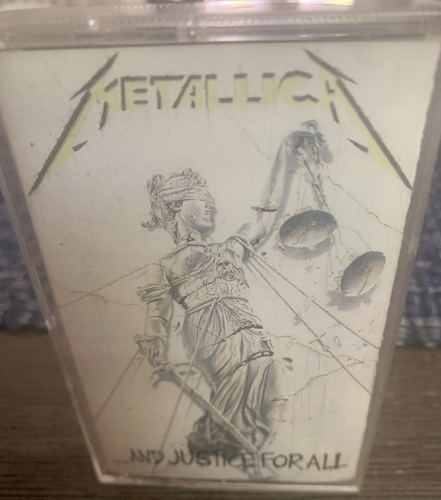 METALLICA
...AND JUSTICE FOR ALL